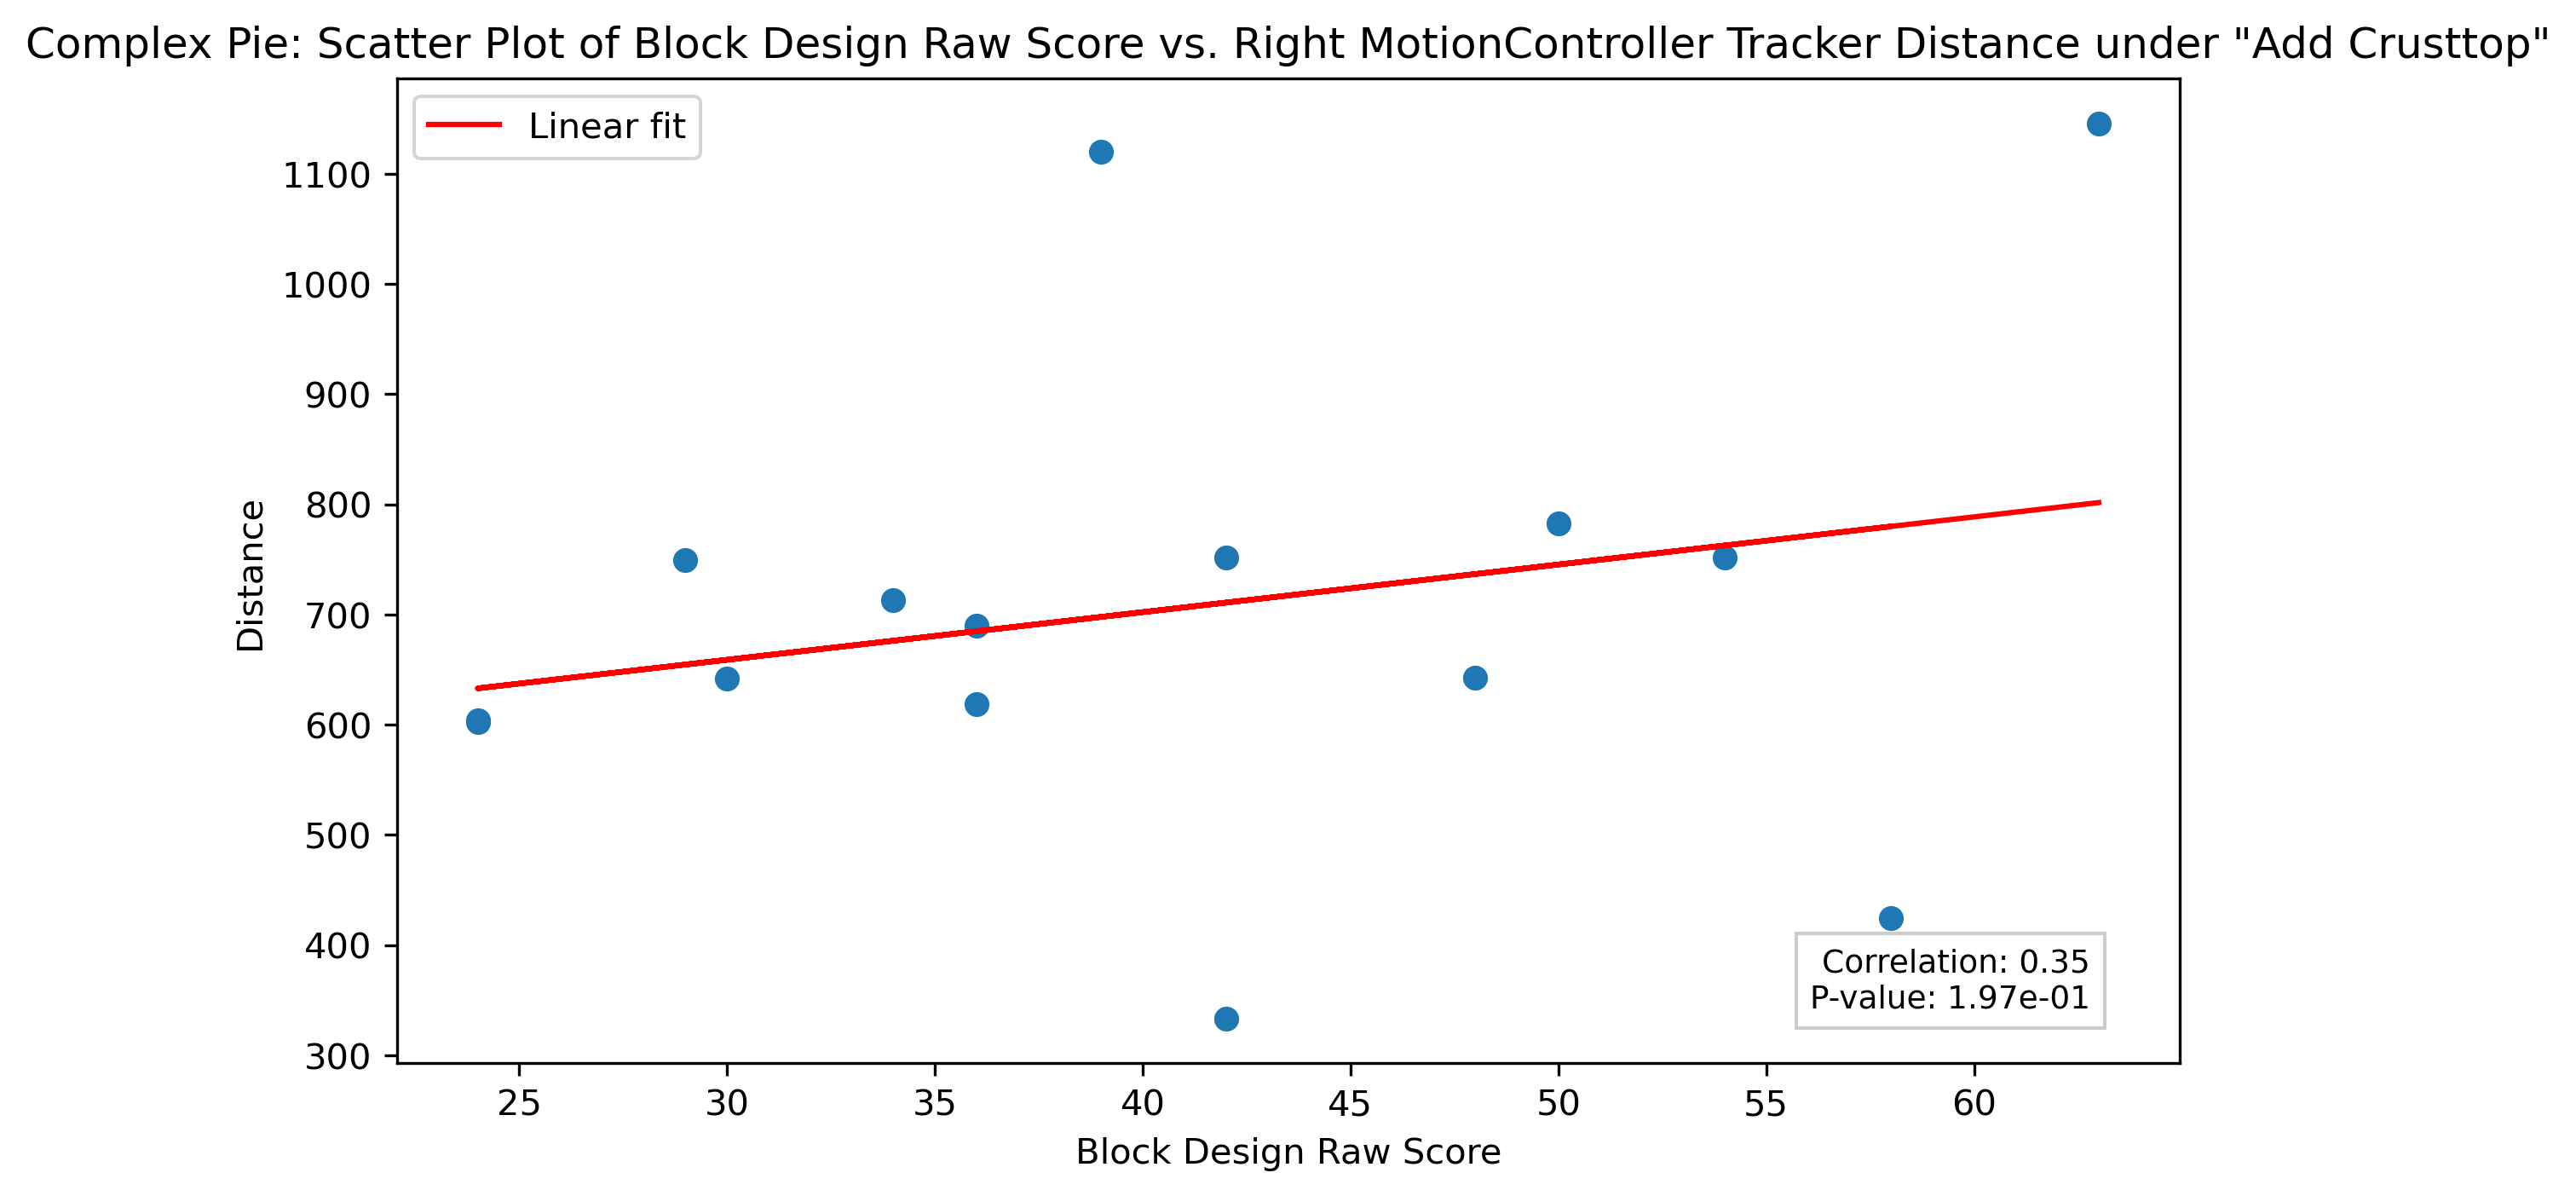 Complex Pie: Scatter Plot of Block Design Raw Score vs. Right MotionController Tracker Distance under "Add Crusttop"
Linear fit
1100
1000
900
800
700
600
500
400
300
Distance
Correlation: 0.35
P-value: 1.97e-01
25 30 35 40 45 50 55 60
Block Design Raw Score